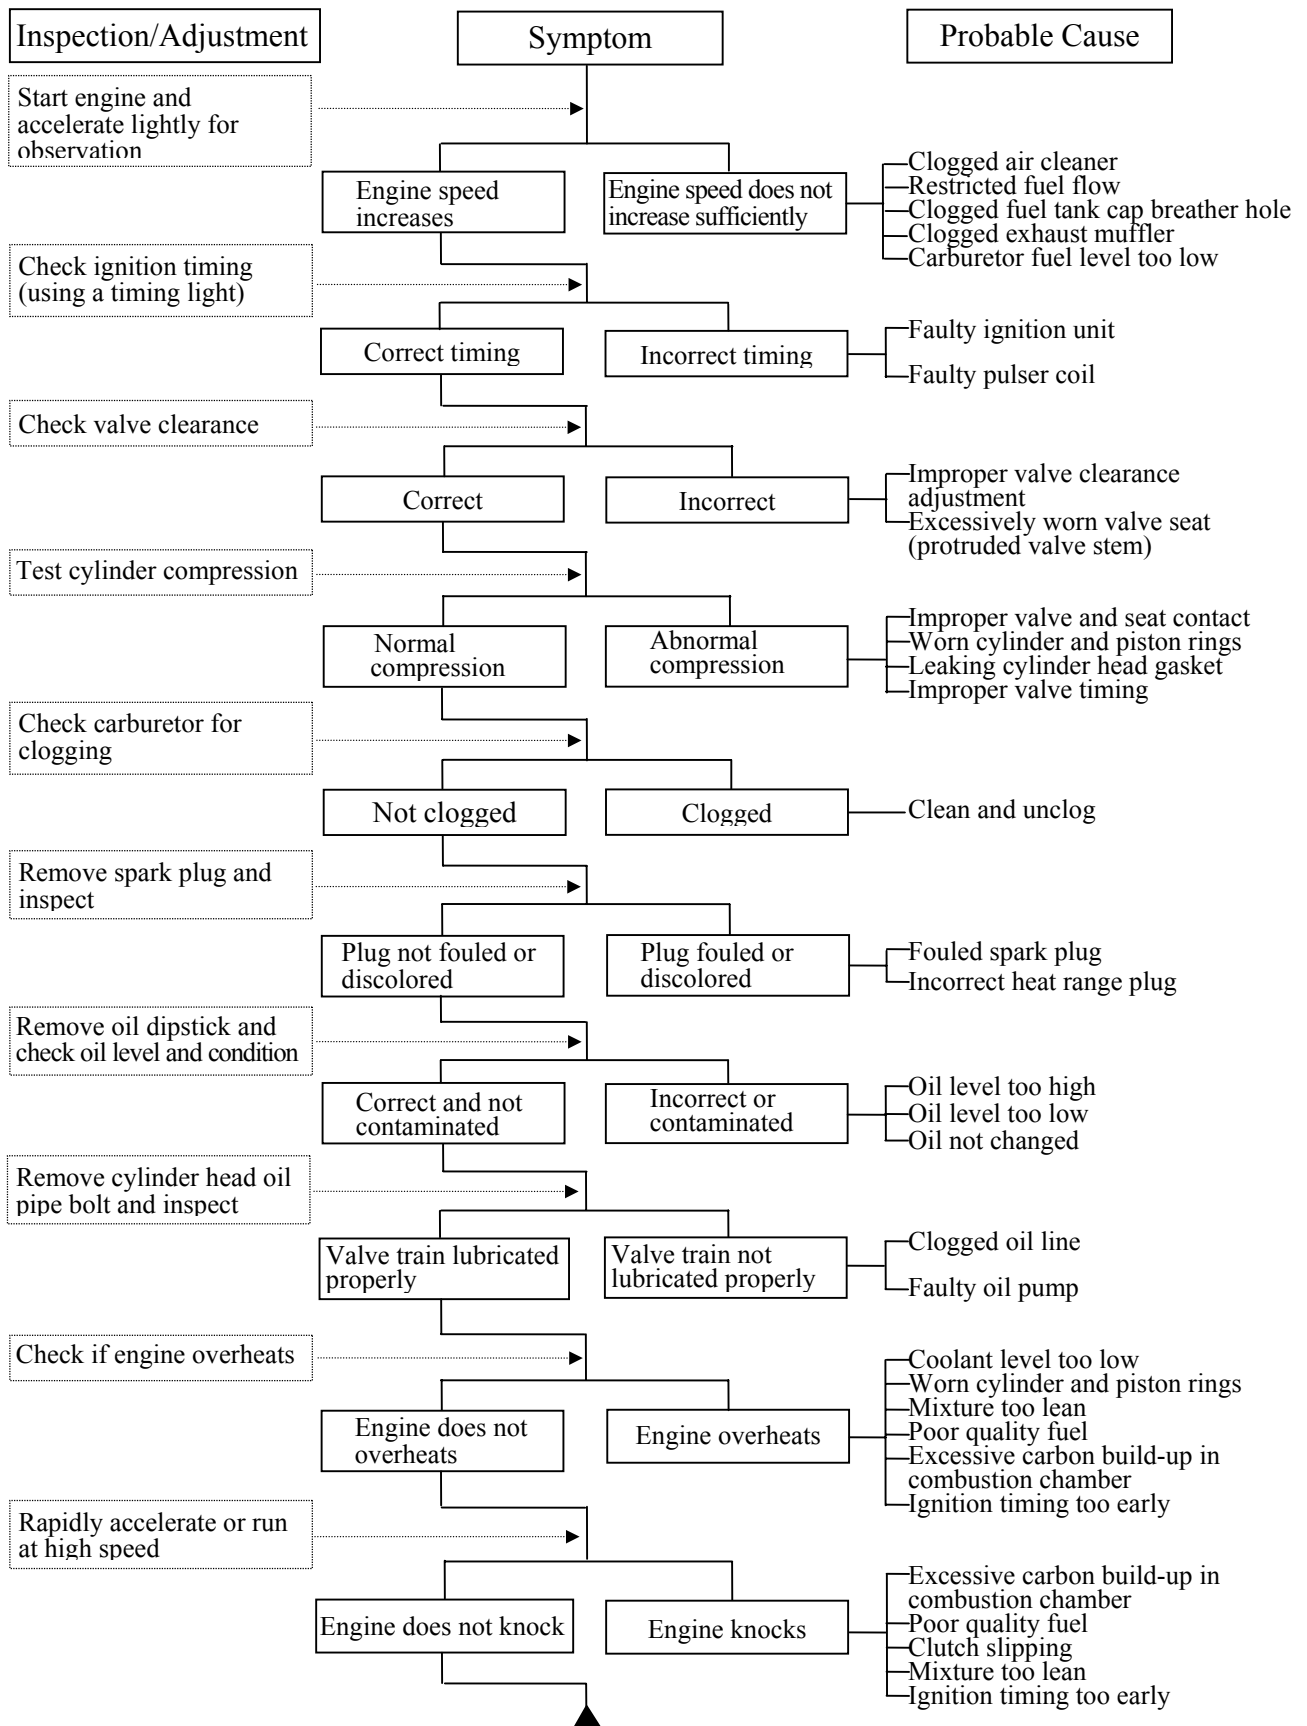 Inspection/Adjustment
Symptom
Probable Cause
Start engine and
accelerate lightly for
observation
Engine speed
increases
Engine speed does not
increase sufficiently
Clogged air cleaner
Restricted fuel flow
Clogged fuel tank cap breather hole
Clogged exhaust muffler
Carburetor fuel level too low
Check ignition timing
(using a timing light)
Correct timing
Incorrect timing
Faulty ignition unit
Faulty pulser coil
Check valve clearance
Correct
Incorrect
Improper valve clearance
adjustment
Excessively worn valve seat
(protruded valve stem)
Test cylinder compression
Normal
compression
Abnormal
compression
Improper valve and seat contact
Worn cylinder and piston rings
Leaking cylinder head gasket
Improper valve timing
Check carburetor for
clogging
Not clogged
Clogged
Clean and unclog
Remove spark plug and
inspect
Plug not fouled or
discolored
Plug fouled or
discolored
Fouled spark plug
Incorrect heat range plug
Remove oil dipstick and
check oil level and condition
Correct and not
contaminated
Incorrect or
contaminated
Oil level too high
Oil level too low
Oil not changed
Remove cylinder head oil
pipe bolt and inspect
Valve train lubricated
properly
Valve train not
lubricated properly
Clogged oil line
Faulty oil pump
Check if engine overheats
Engine does not
overheats
Engine overheats
Coolant level too low
Worn cylinder and piston rings
Mixture too lean
Poor quality fuel
Excessive carbon build-up in
combustion chamber
Ignition timing too early
Rapidly accelerate or run
at high speed
Engine does not knock
Engine knocks
Excessive carbon build-up in
combustion chamber
Poor quality fuel
Clutch slipping
Mixture too lean
Ignition timing too early